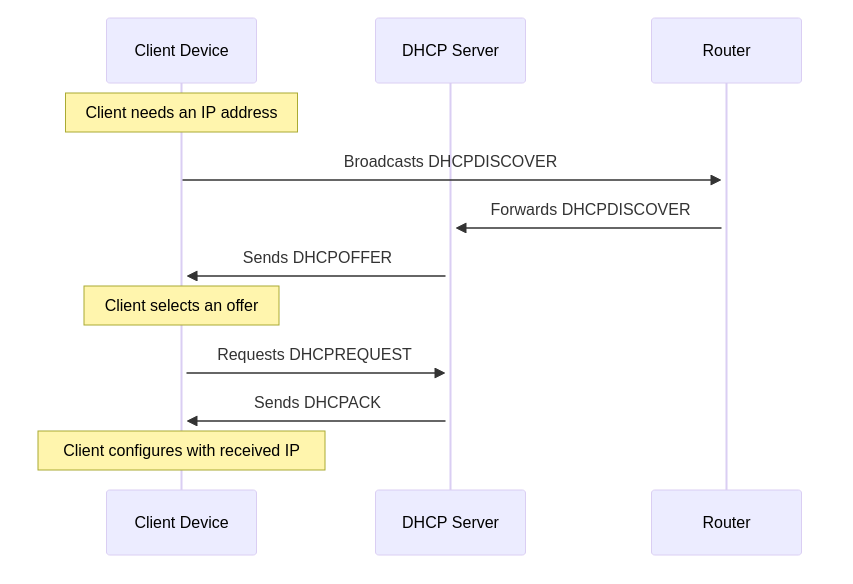 Client Device
DHCP Server
Router
Client needs an IP address
Broadcasts DHCPDISCOVER
Forwards DHCPDISCOVER
Sends DHCPOFFER
Client selects an offer
Requests DHCPREQUEST
Sends DHCPACK
Client configures with received IP
Client Device
DHCP Server
Router